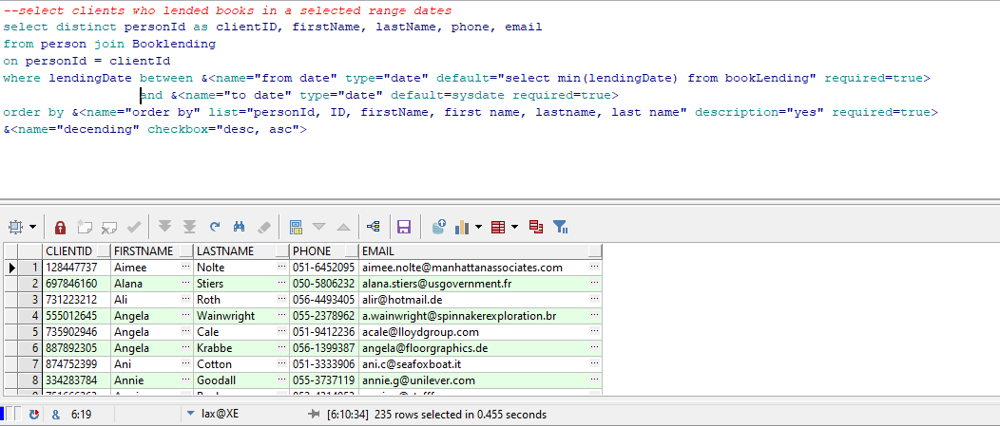 --select clients who lended books in a selected range dates
select distinct personId as clientID, firstName, lastName, phone, email
from person join Booklending
on personId = clientId
where lendingDate between &<name="from date" type="date" default="select min(lendingDate) from bookLending" required=true>
and &<name="to date" type="date" default=sysdate required=true>
order by &<name="order by" list="personId, ID, firstName, first name, lastname, last name" description="yes" required=true>
&<name="decending" checkbox="desc, asc">
CLIENTID FIRSTNAME LASTNAME PHONE EMAIL
1 128447737 Aimee Nolte 051-6452095 aimee.nolte@manhattanassociates.com
2 697846160 Alana Stiers 050-5806232 alana.stiers@usgovernment.fr
3 731223212 Ali Roth 056-4493405 alir@hotmail.de
4 555012645 Angela Wainwright 055-2378962 a.wainwright@spinnakerexploration.br
5 735902946 Angela Cale 051-9412236 acale@lloydgroup.com
6 887892305 Angela Krabbe 056-1399387 angela@floorgraphics.de
7 874752399 Ani Cotton 051-3333906 ani.c@seafoxboat.it
8 334283784 Annie Goodall 055-3737119 annie.g@unilever.com
& 6:19 lax@XE [6:10:34] 235 rows selected in 0.455 seconds